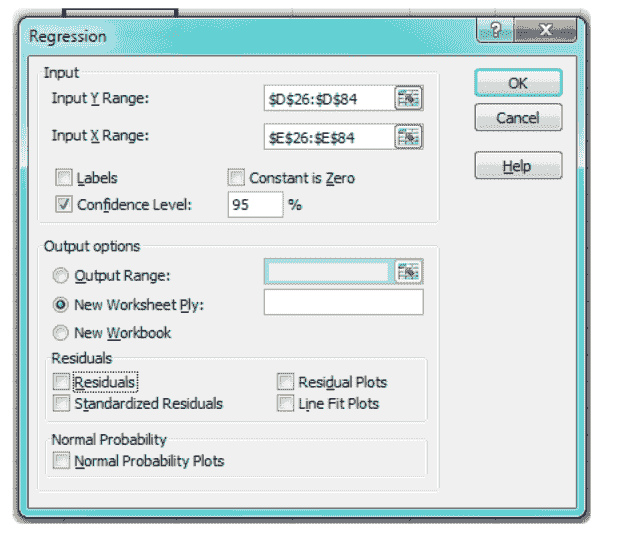 Regression
Input
Input Y Range:
$D$26:$D$84
Input X Range:
$E$26:$E$84
Labels
Constant is Zero
Confidence Level:
95
%
OK
Cancel
Help
Output options
Output Range:
New Worksheet Ply:
New Workbook
Residuals
Residuals
Residual Plots
Standardized Residuals
Line Fit Plots
Normal Probability
Normal Probability Plots